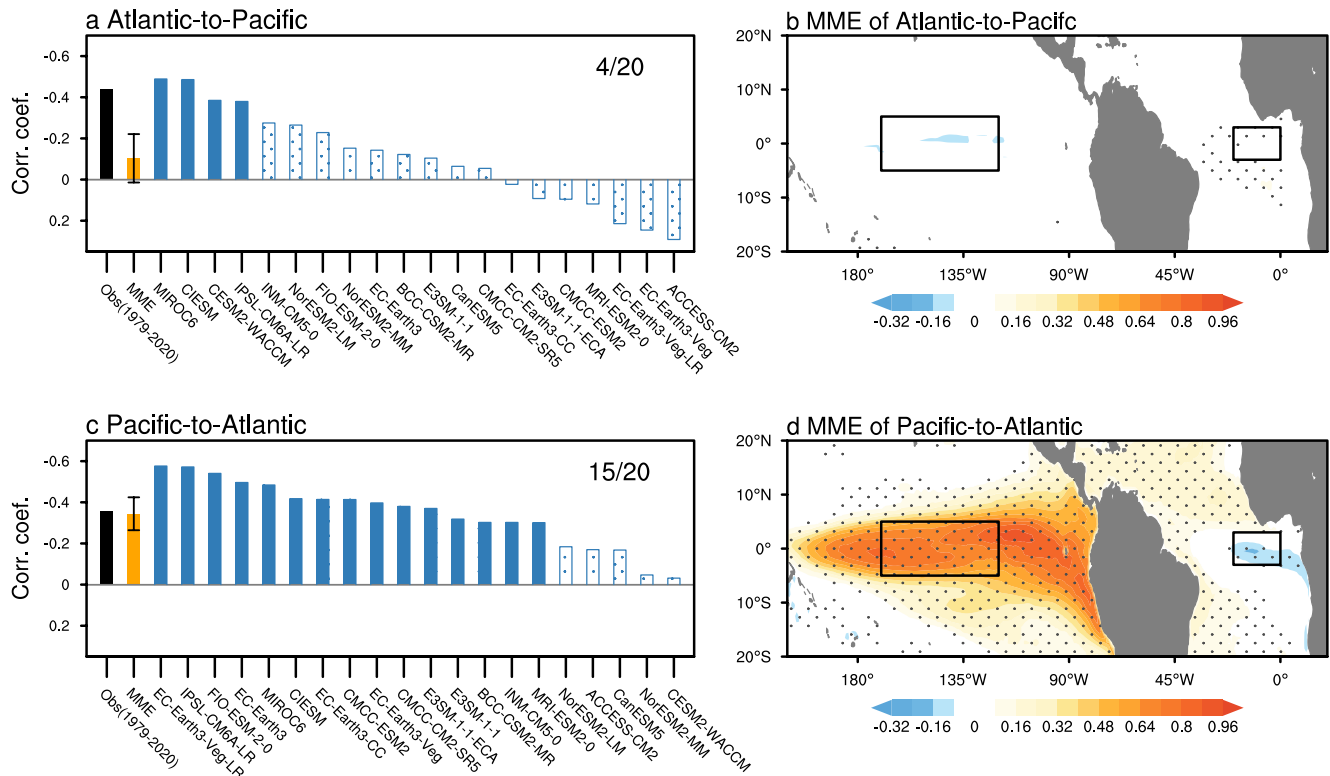 a Atlantic-to-Pacific
4/20
Corr. coef.
-0.6
-0.4
-0.2
0
0.2
Obs(1979-2020)
MME
MIROC6
CIESM
CESM2-WACCM
IPSL-CM6A-LR
INM-CM5-0
NorESM2-LM
FIO-ESM-2-0
NorESM2-MM
EC-Earth3
BCC-CSM2-MR
E3SM-1-1
CanESM5
CMCC-CM2-SR5
EC-Earth3-CC
E3SM-1-1-ECA
CMCC-ESM2
MRI-ESM2-0
EC-Earth3-Veg-LR
EC-Earth3-Veg
ACCESS-CM2
b MME of Atlantic-to-Pacifc
20°N
10°N
0°
10°S
20°S
180° 135°W 90°W 45°W 0°
-0.32 -0.16 0 0.16 0.32 0.48 0.64 0.8 0.96
c Pacific-to-Atlantic
15/20
Corr. coef.
-0.6
-0.4
-0.2
0
0.2
Obs(1979-2020)
MME
EC-Earth3-Veg-LR
IPSL-CM6A-LR
FIO-ESM-2-0
EC-Earth3
MIROC6
CIESM
EC-Earth3-CC
CMCC-ESM2
EC-Earth3-Veg
CMCC-CM2-SR5
E3SM-1-1-ECA
E3SM-1-1
BCC-CSM2-MR
INM-CM5-0
MRI-ESM2-0
NorESM2-LM
ACCESS-CM2
CanESM5
NorESM2-MM
CESM2-WACCM
d MME of Pacific-to-Atlantic
20°N
10°N
0°
10°S
20°S
180° 135°W 90°W 45°W 0°
-0.32 -0.16 0 0.16 0.32 0.48 0.64 0.8 0.96